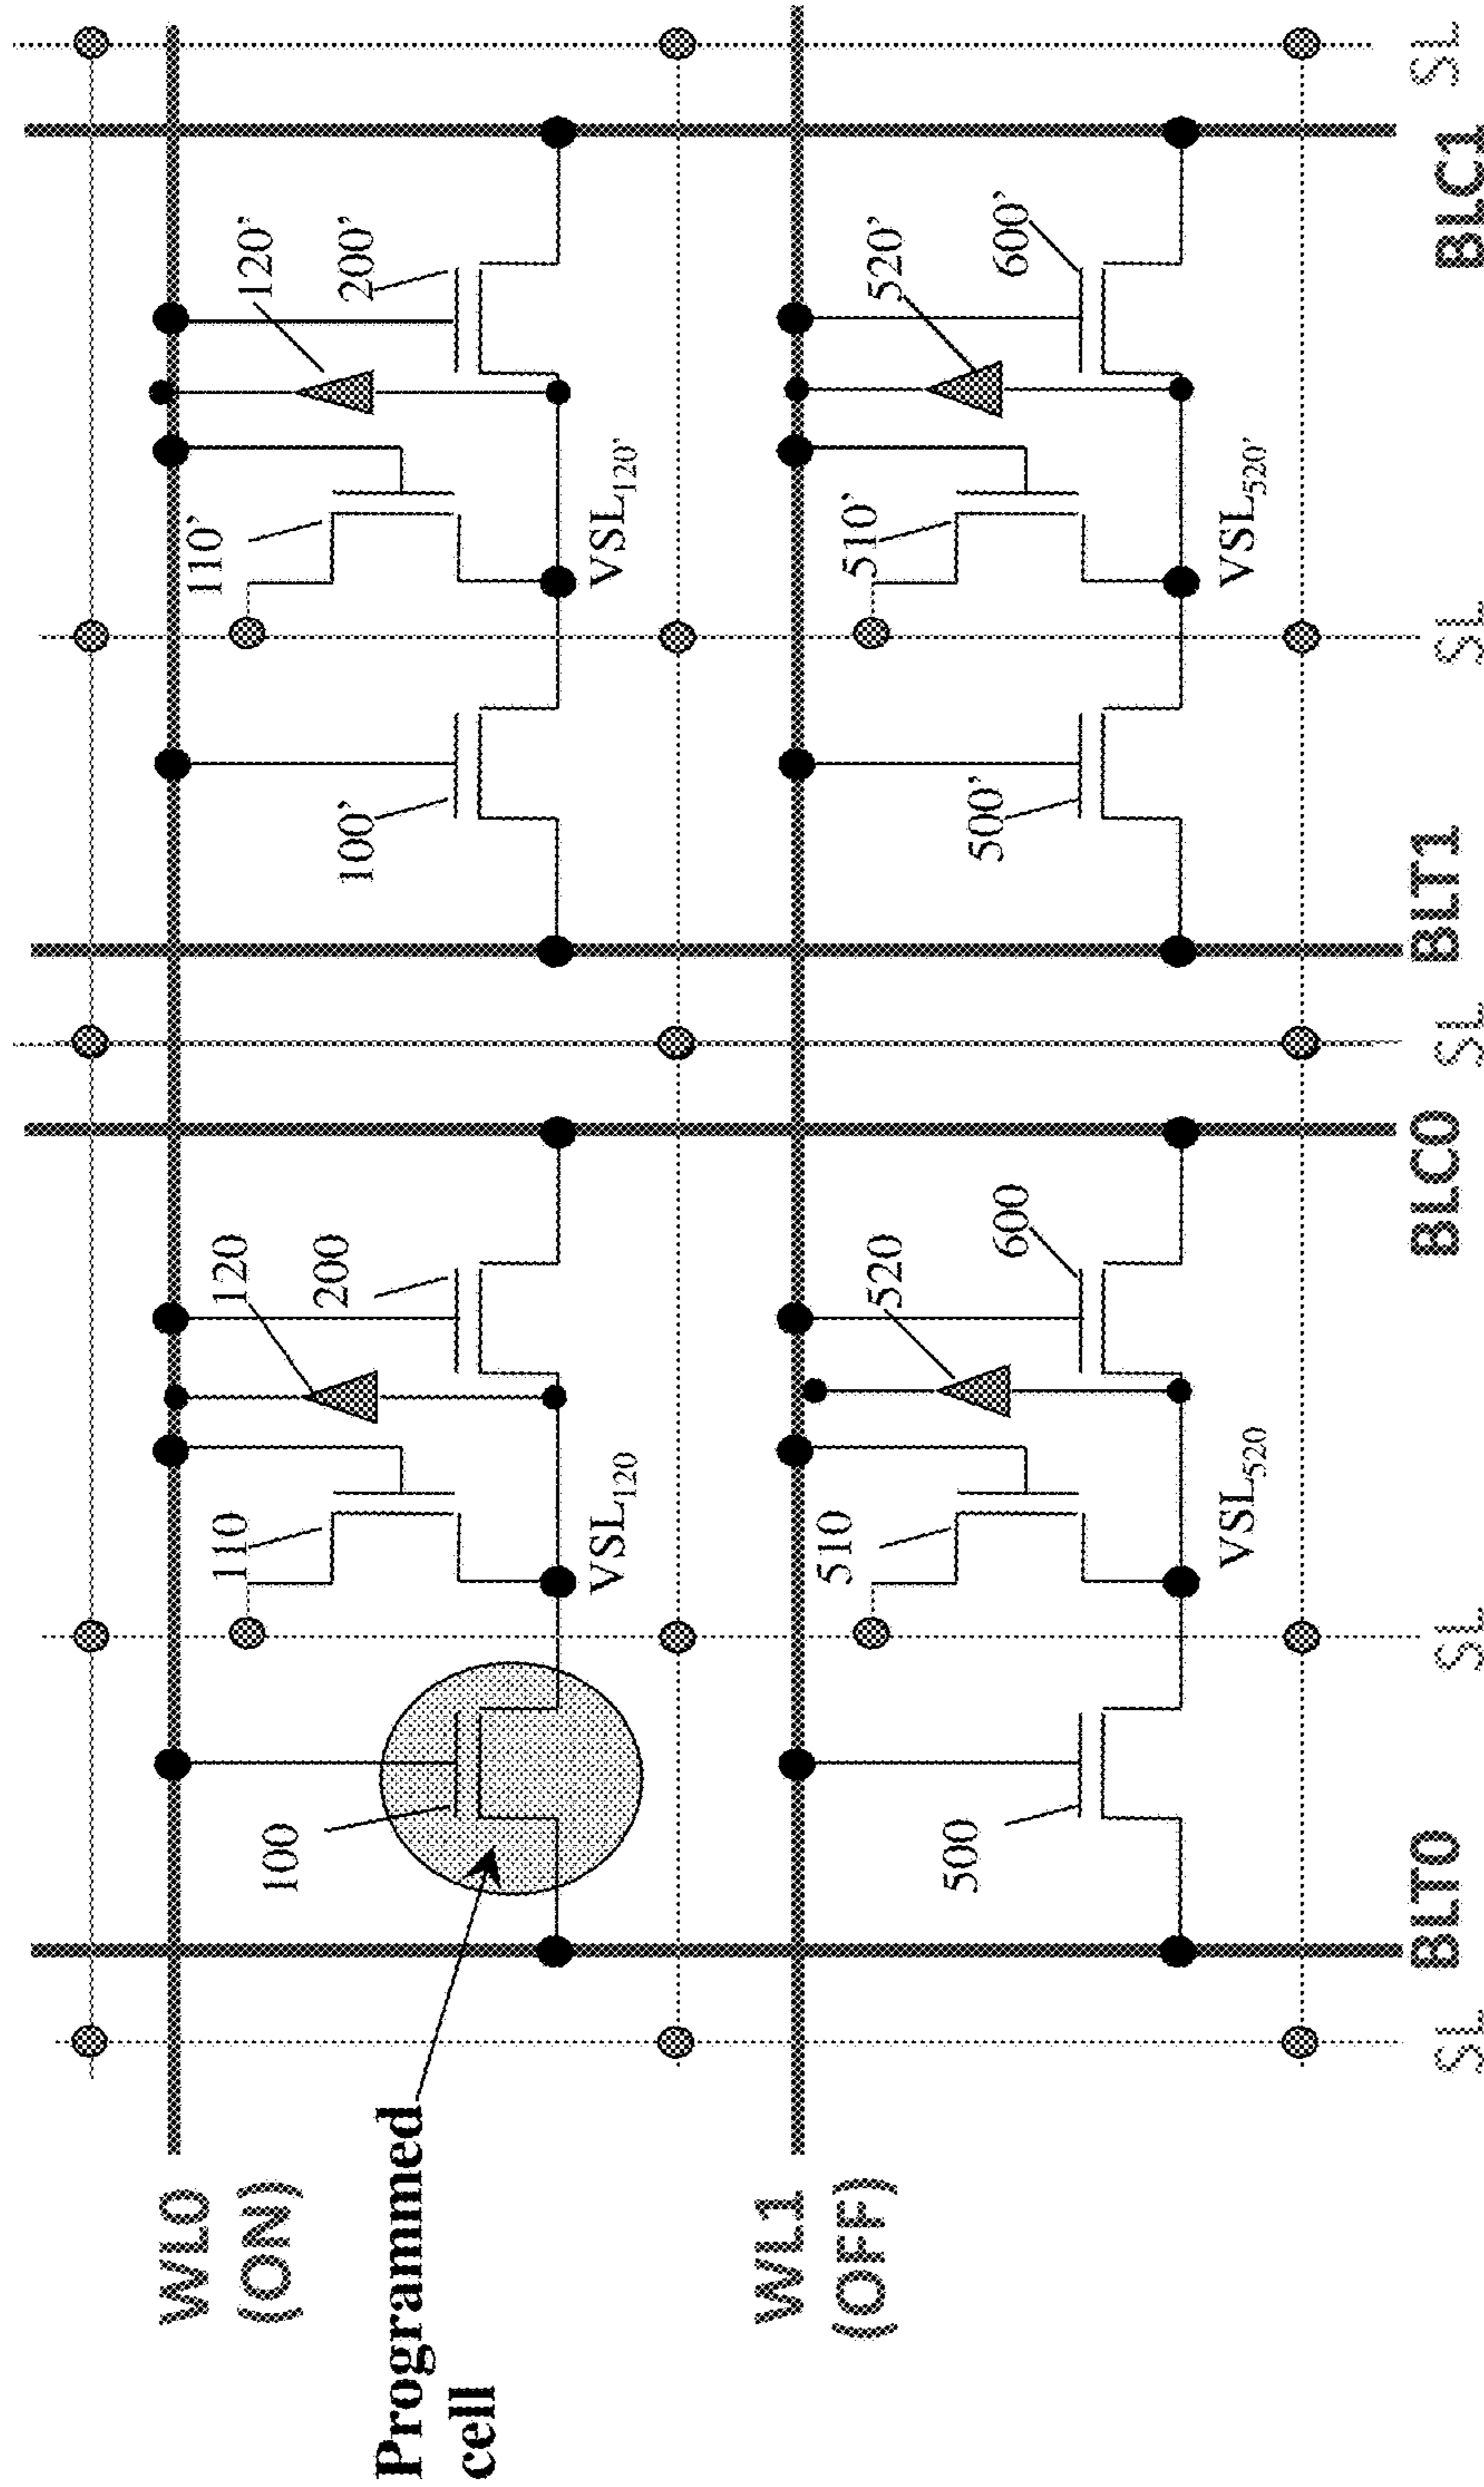 WL0
(ON)
Programmed
cell
100
110
120
200
VSL120
110'
120'
200'
100'
VSL120'
WL1
(OFF)
500
510
520
600
VSL520
500'
510'
520'
600'
VSL520'
SL
BLT0
SL
BLC0
SL
BLT1
SL
BLC1
SL